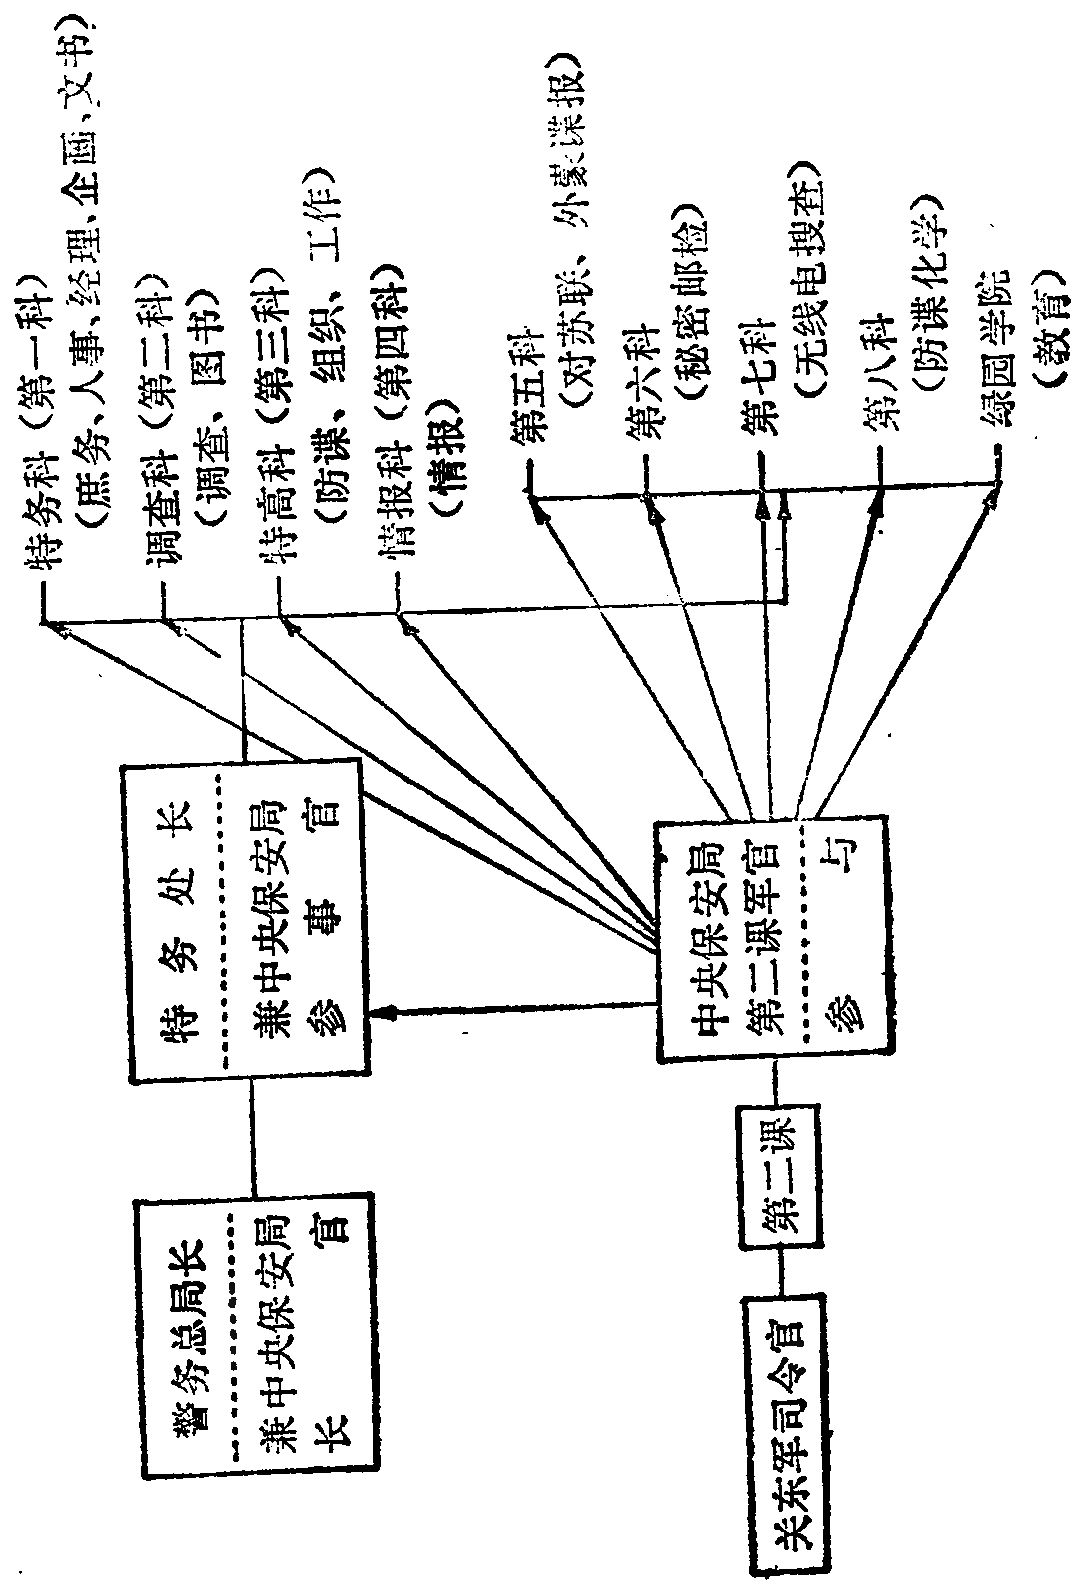 警务总局长
兼中央保安局
长官
特务处长
兼中央保安局
参事官
特务科（第一科）
（庶务、人事、经理、企画、文书）
调查科（第二科）
（调查、图书）
特高科（第三科）
（防谍、组织、工作）
情报科（第四科）
（情报）
关东军司令官
第二课
中央保安局
第二课军官
参与
第五科
（对苏联、外蒙谍报）
第六科
（秘密邮检）
第七科
（无线电搜查）
第八科
（防谍化学）
绿园学院
（教育）